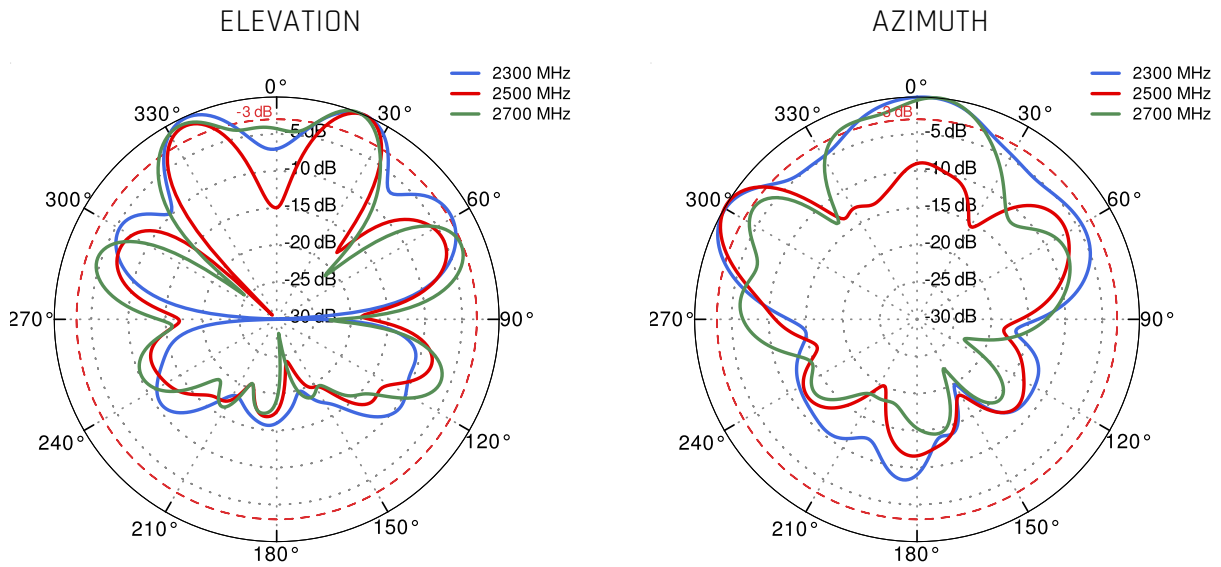 ELEVATION
2300 MHz
2500 MHz
2700 MHz
0°
30°
60°
90°
120°
150°
180°
210°
240°
270°
300°
330°
-3 dB
-5 dB
-10 dB
-15 dB
-20 dB
-25 dB
-30 dB
AZIMUTH
2300 MHz
2500 MHz
2700 MHz
0°
30°
60°
90°
120°
150°
180°
210°
240°
270°
300°
330°
-3 dB
-5 dB
-10 dB
-15 dB
-20 dB
-25 dB
-30 dB